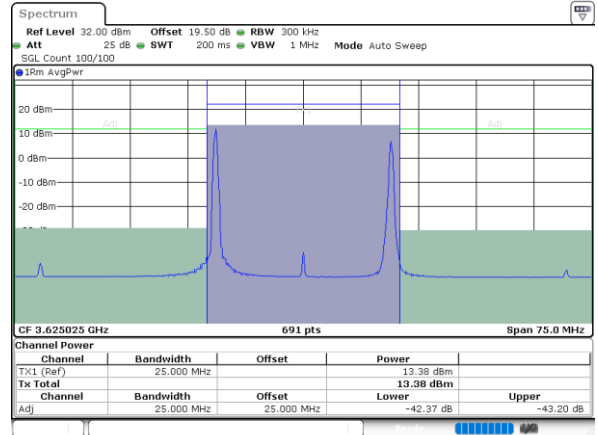 Spectrum
Ref Level 32.00 dBm Offset 19.50 dB RBW 300 kHz
Att 25 dB SWT 200 ms VBW 1 MHz Mode Auto Sweep
SGL Count 100/100
1Rm AvgPwr
20 dBm
Adj Adj
10 dBm
0 dBm
-10 dBm
-20 dBm
CF 3.625025 GHz 691 pts Span 75.0 MHz
Channel Power
Channel Bandwidth Offset Power
TX1 (Ref) 25.000 MHz 13.38 dBm
Tx Total 13.38 dBm
Channel Bandwidth Offset Lower Upper
Adj 25.000 MHz 25.000 MHz -42.37 dB -43.20 dB
Ready